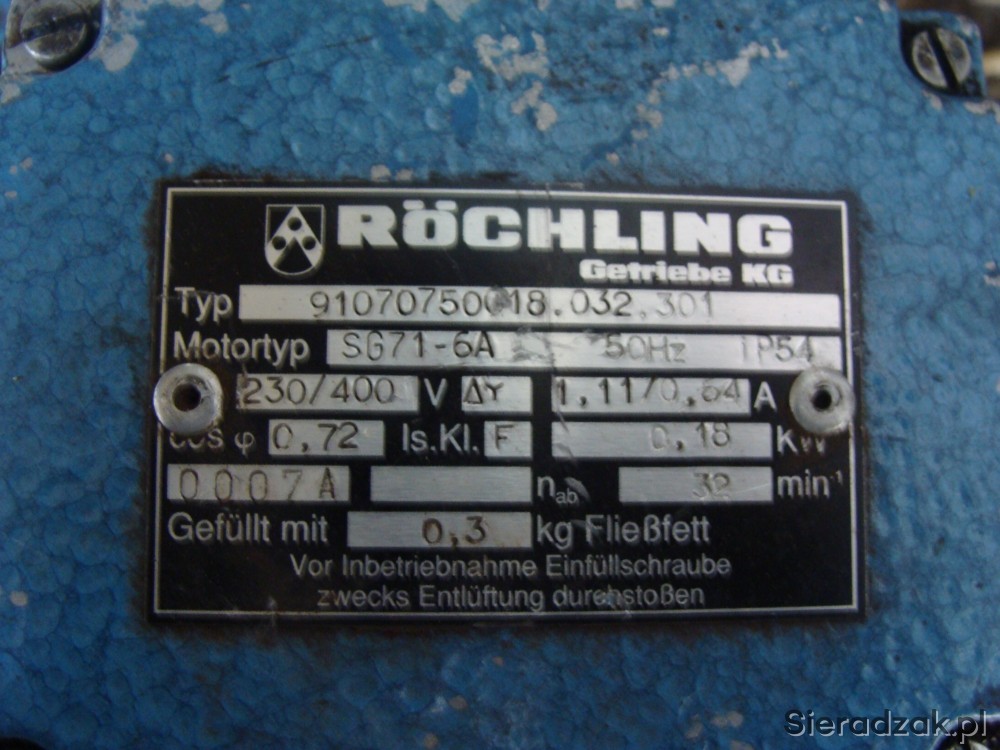 RÖCHLING
Getriebe KG
Typ 91070750018.032.301
Motortyp SG71-6A 50Hz IP54
230/400 V ΔY 1,11/0,64 A
cos φ 0,72 Is.Kl. F 0,18 KW
0007A nab 32 min-1
Gefüllt mit 0,3 kg Fließfett
Vor Inbetriebnahme Einfüllschraube
zwecks Entlüftung durchstoßen
Sieradzak.pl